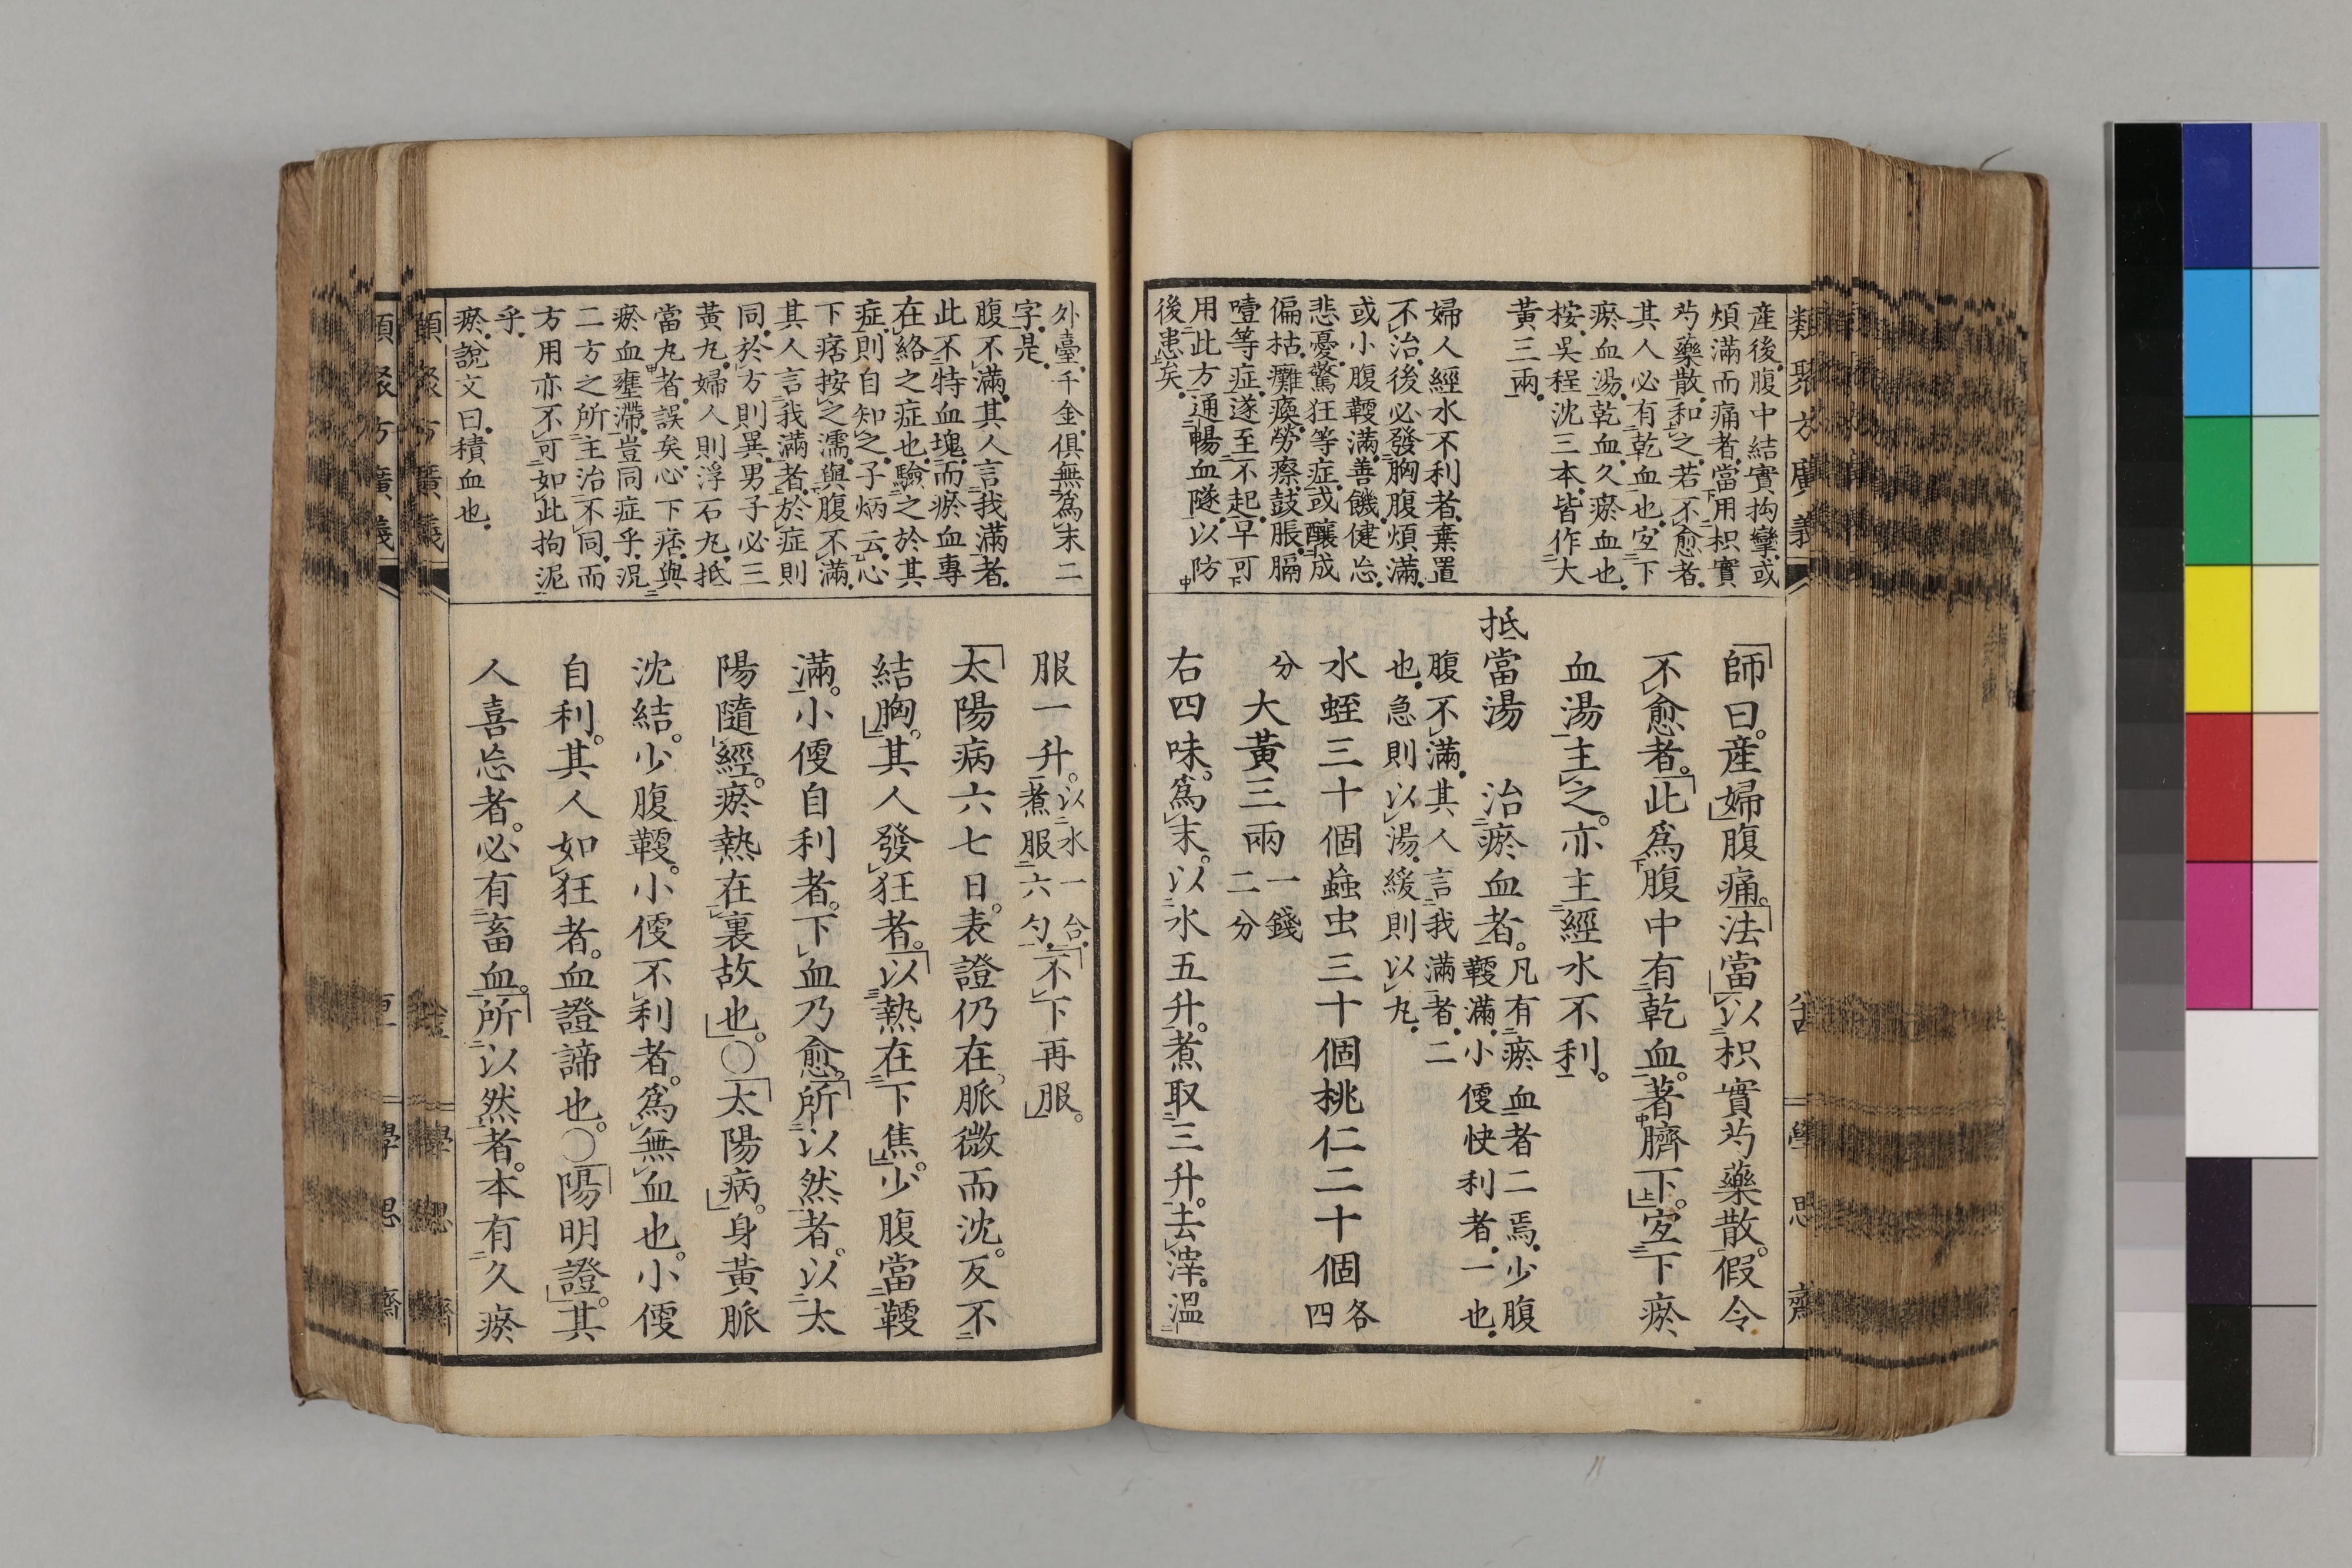 類聚方廣義
學思齋
産後腹中結實拘攣或
煩滿而痛者當用枳實
芍藥散和之若不愈者
其人必有乾血也宜下
瘀血湯乾血久瘀血也
按吳程沈三本皆作大
黃三兩
婦人經水不利者棄置
不治後必發胸腹煩滿
或小腹鞕滿善饑健忘
悲憂驚狂等症或釀成
偏枯癱瘓勞瘵鼓脹膈
噎等症遂至不起早可
用此方通暢血隧以防
後患矣
師曰産婦腹痛法當以枳實芍藥散假令
不愈者此爲腹中有乾血著臍下宜下瘀
血湯主之亦主經水不利
抵當湯 治瘀血者
凡有瘀血者二焉少腹
鞕滿小便快利者一也
腹不滿其人言我滿者二
也急則以湯緩則以丸
水蛭三十個蝱虫三十個桃仁二十個各四
分大黃三兩一錢二分
右四味爲末以水五升煮取三升去滓溫
外臺千金俱無爲末二
字是
腹不滿其人言我滿者
此不特血塊而瘀血專
在絡之症也驗之於其
症則自知之子炳云心
下痞按之濡與腹不滿
其人言我滿者於症則
同於方則異男子必三
黃丸婦人則浮石丸抵
當丸者誤矣心下痞與
瘀血壅滯豈同症乎況
二方之所主治不同而
方用亦不可如此拘泥
乎
瘀說文曰積血也
服一升以水一合煮服六勺不下再服
太陽病六七日表證仍在脈微而沈反不
結胸其人發狂者以熱在下焦少腹當鞕
滿小便自利者下血乃愈所以然者以太
陽隨經瘀熱在裏故也○太陽病身黃脈
沈結少腹鞕小便不利者爲無血也小便
自利其人如狂者血證諦也○陽明證其
人喜忘者必有畜血所以然者本有久瘀